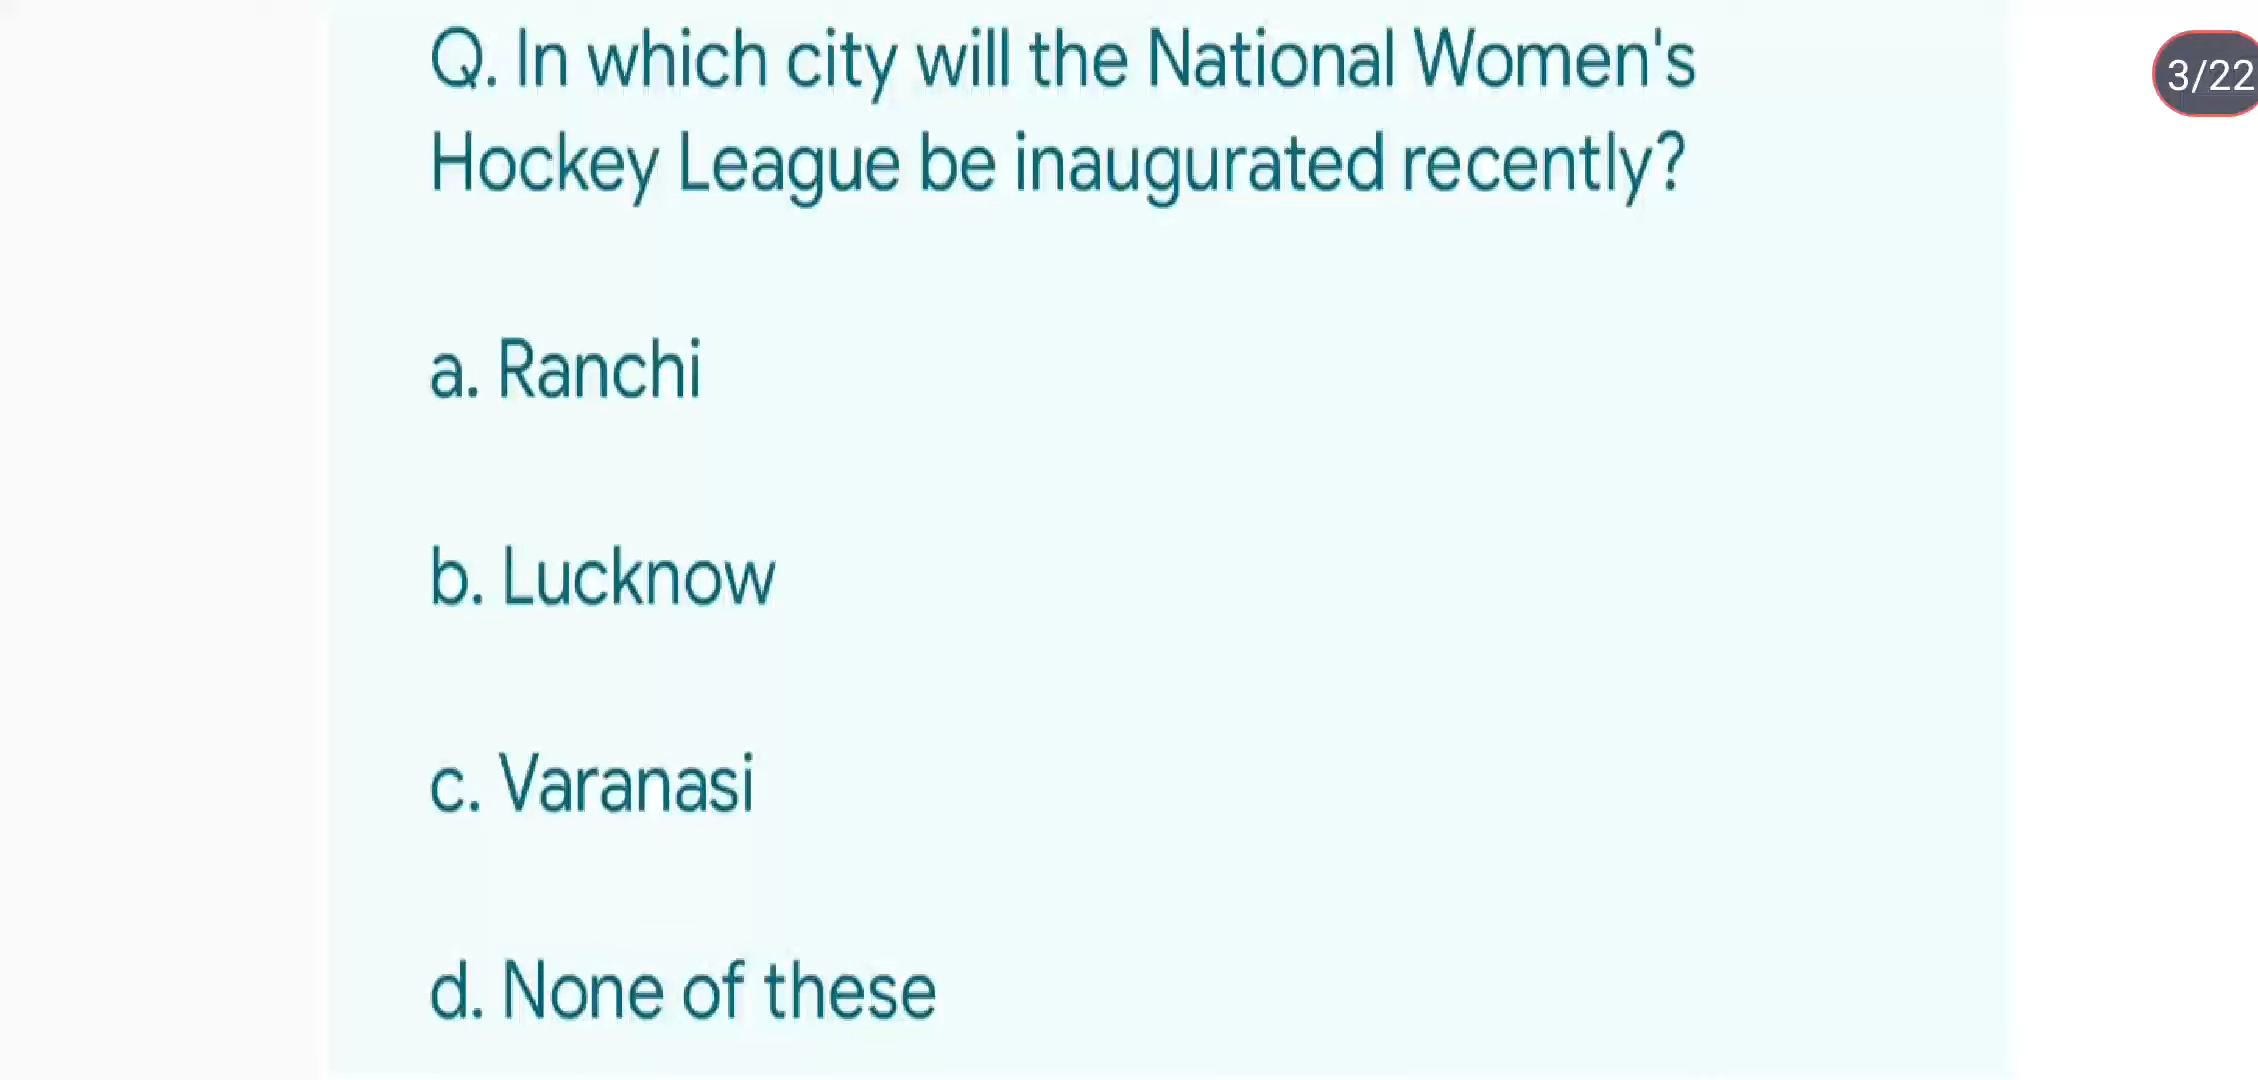 Q. In which city will the National Women's
Hockey League be inaugurated recently?
a. Ranchi
b. Lucknow
c. Varanasi
d. None of these
3/22